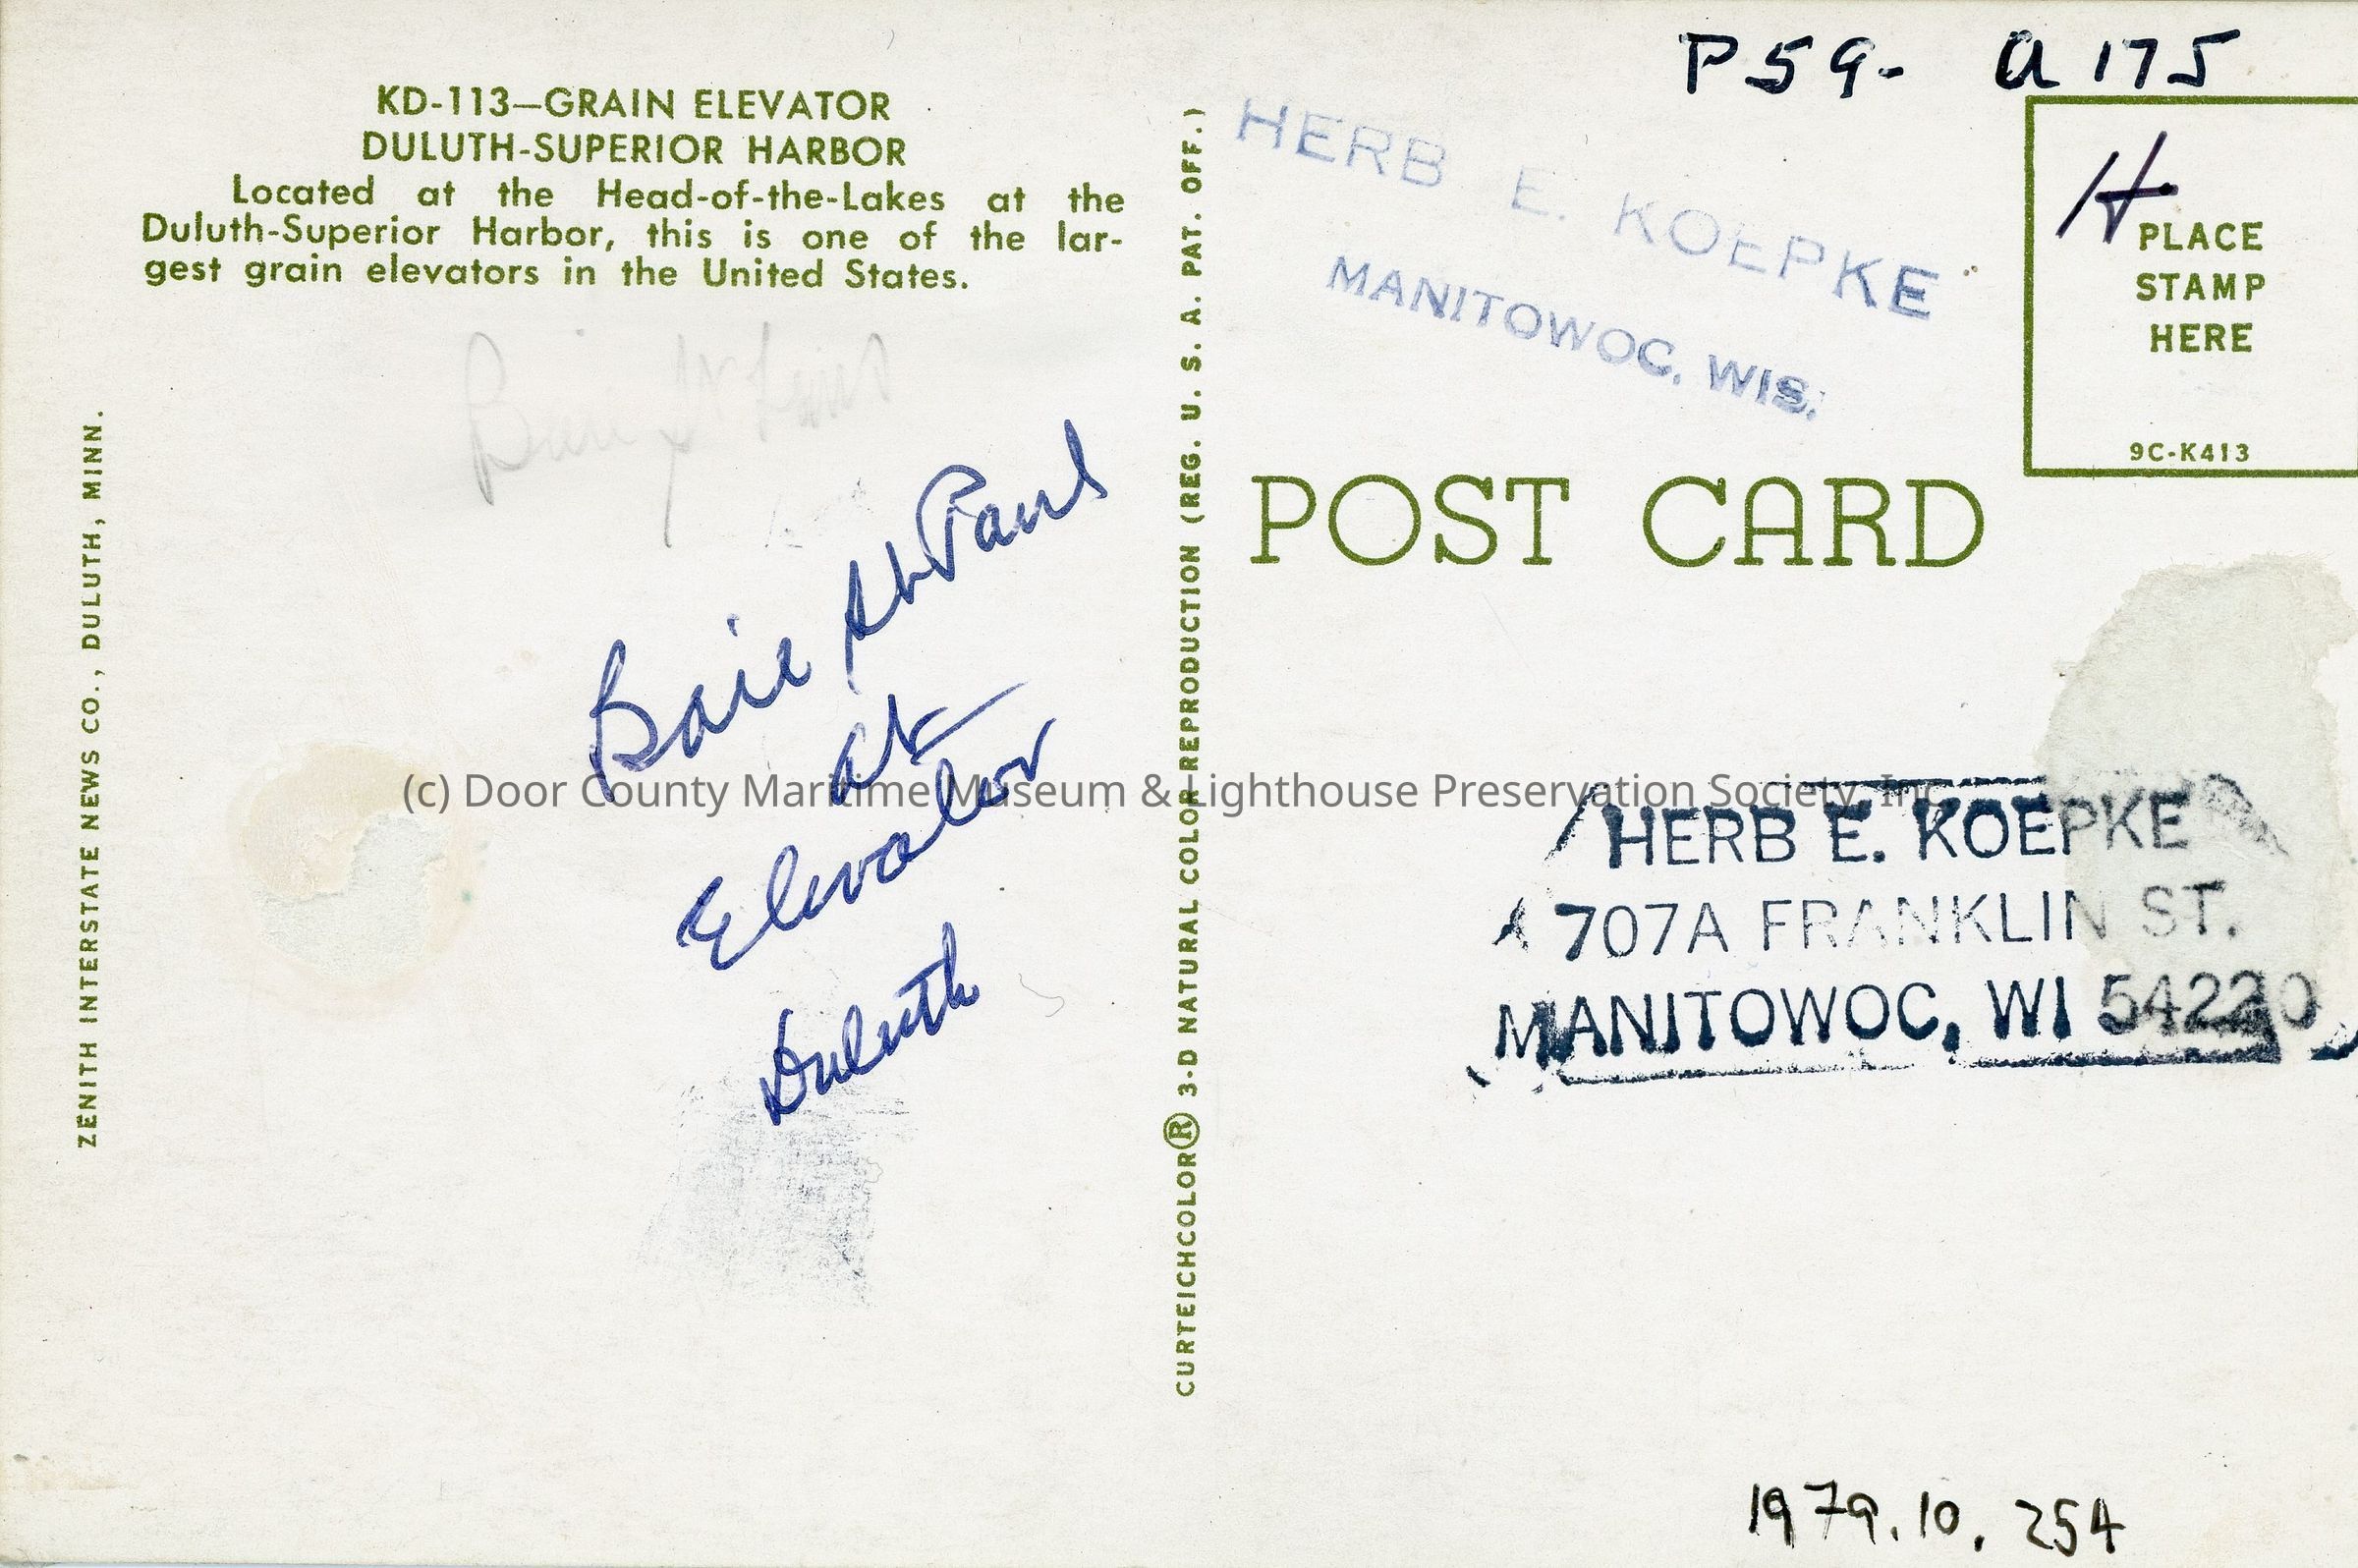 P59- a 175
KD-113—GRAIN ELEVATOR
DULUTH-SUPERIOR HARBOR
Located at the Head-of-the-Lakes at the
Duluth-Superior Harbor, this is one of the lar-
gest grain elevators in the United States.
Baie St Paul
Baie St Paul
at
Elevator
Duluth
ZENITH INTERSTATE NEWS CO., DULUTH, MINN.
CURTEICHCOLOR® 3-D NATURAL COLOR REPRODUCTION (REG. U. S. A. PAT. OFF.)
HERB E. KOEPKE
MANITOWOC, WIS.
H
PLACE
STAMP
HERE
9C-K413
POST CARD
(c) Door County Maritime Museum & Lighthouse Preservation Society, Inc.
HERB E. KOEPKE
707A FRANKLIN ST.
MANITOWOC, WI 54220
1979.10.254